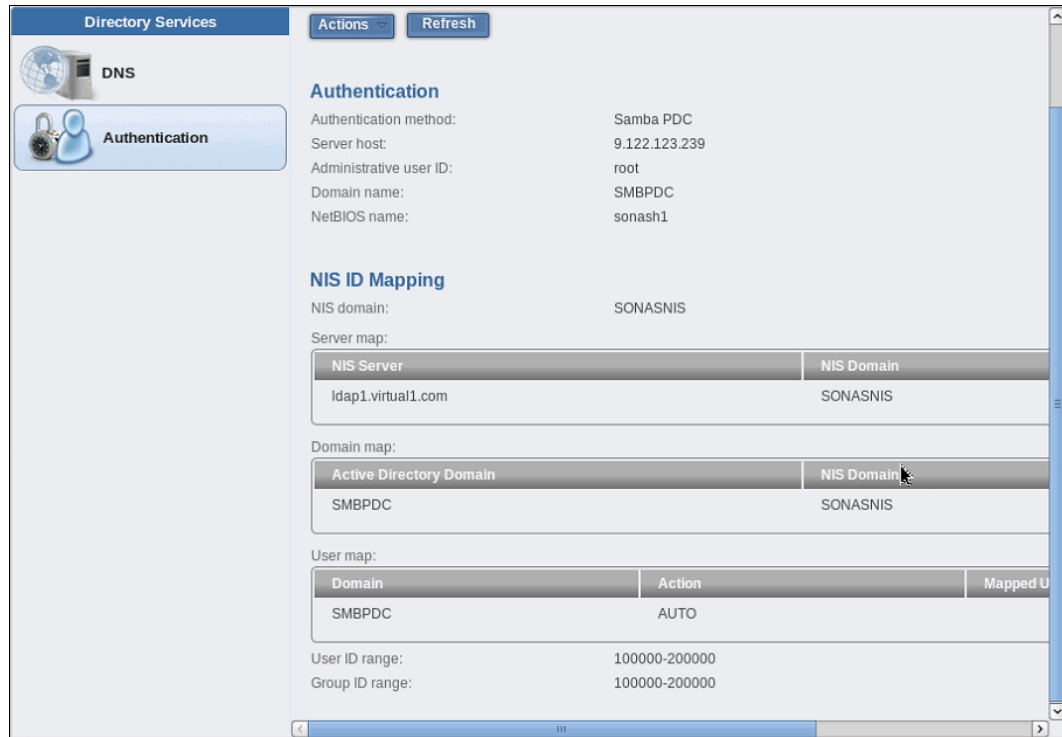 Directory Services
DNS
Authentication
Actions Refresh
Authentication
Authentication method: Samba PDC
Server host: 9.122.123.239
Administrative user ID: root
Domain name: SMBPDC
NetBIOS name: sonash1
NIS ID Mapping
NIS domain: SONASNIS
Server map:
NIS Server NIS Domain
ldap1.virtual1.com SONASNIS
Domain map:
Active Directory Domain NIS Domain
SMBPDC SONASNIS
User map:
Domain Action Mapped U
SMBPDC AUTO
User ID range: 100000-200000
Group ID range: 100000-200000